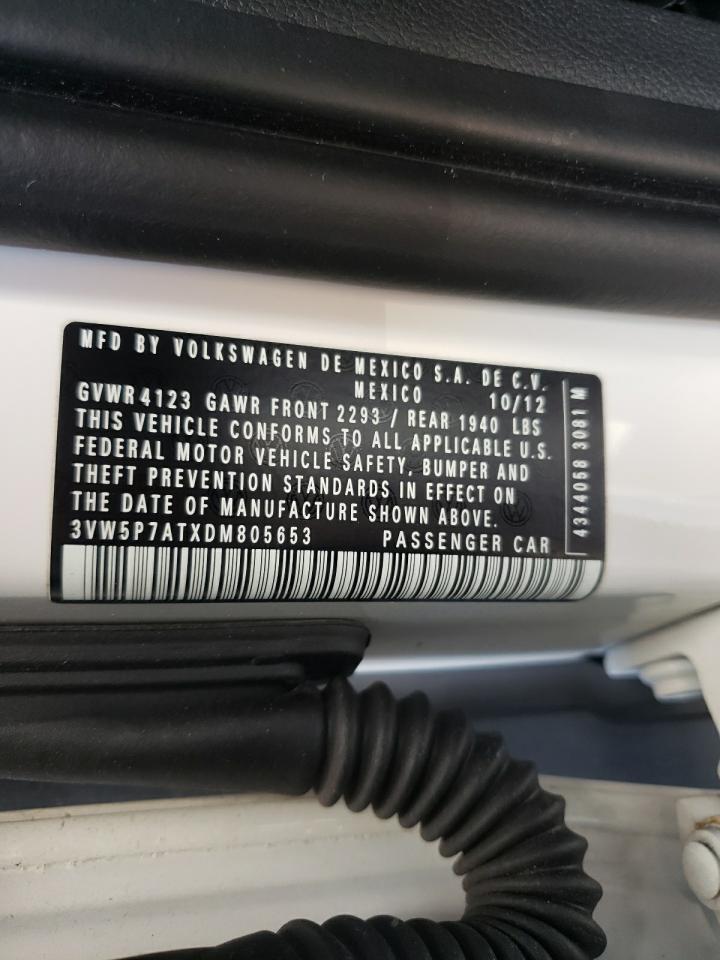 MFD BY VOLKSWAGEN DE MEXICO S.A. DE C.V.
MEXICO 10/12
GVWR 4123 GAWR FRONT 2293 / REAR 1940 LBS
THIS VEHICLE CONFORMS TO ALL APPLICABLE U.S.
FEDERAL MOTOR VEHICLE SAFETY, BUMPER AND
THEFT PREVENTION STANDARDS IN EFFECT ON
THE DATE OF MANUFACTURE SHOWN ABOVE.
3VW5P7ATXDM805653 PASSENGER CAR
4344058 3081 M